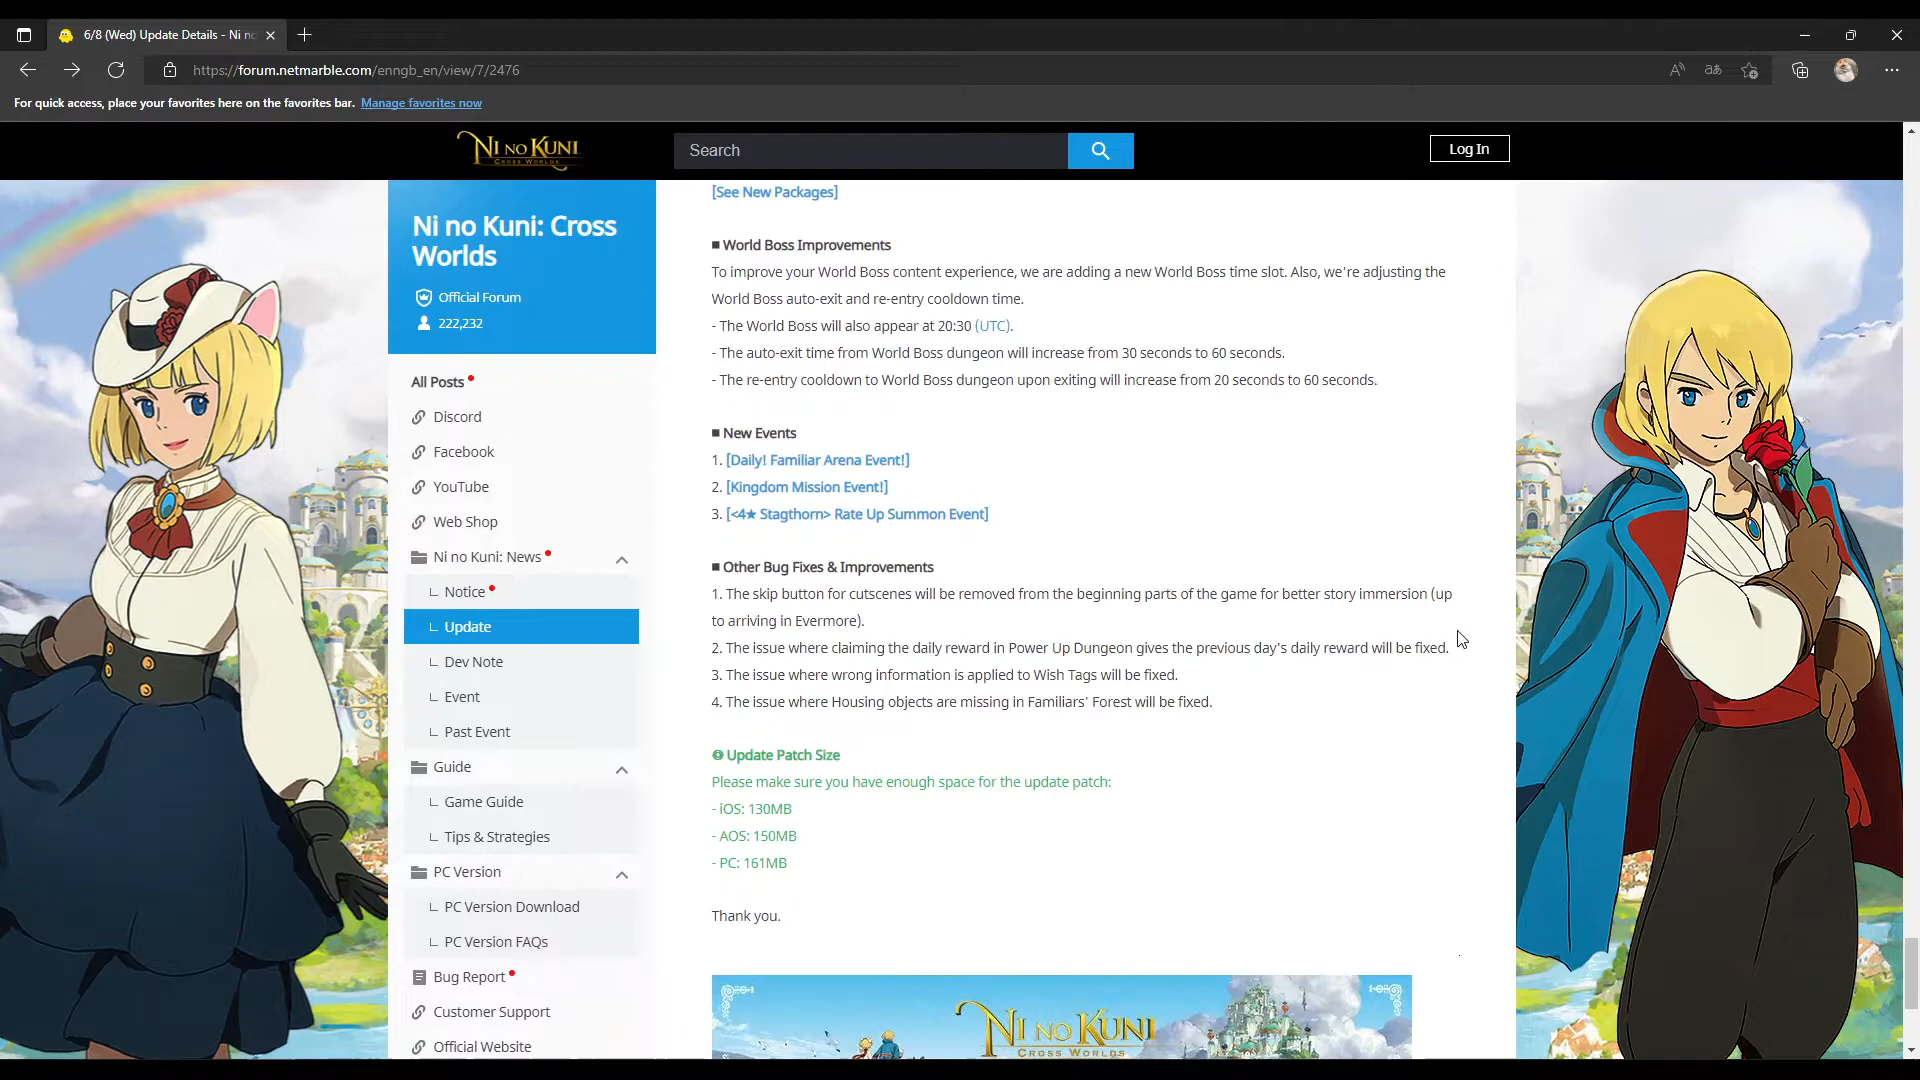 6/8 (Wed) Update Details - Ni no
https://forum.netmarble.com/enngb_en/view/7/2476
For quick access, place your favorites here on the favorites bar. Manage favorites now
NI NO KUNI
CROSS WORLDS
Search
Log In
Ni no Kuni: Cross
Worlds
Official Forum
222,232
All Posts
Discord
Facebook
YouTube
Web Shop
Ni no Kuni: News
Notice
Update
Dev Note
Event
Past Event
Guide
Game Guide
Tips & Strategies
PC Version
PC Version Download
PC Version FAQs
Bug Report
Customer Support
Official Website
[See New Packages]
■ World Boss Improvements
To improve your World Boss content experience, we are adding a new World Boss time slot. Also, we're adjusting the
World Boss auto-exit and re-entry cooldown time.
- The World Boss will also appear at 20:30 (UTC).
- The auto-exit time from World Boss dungeon will increase from 30 seconds to 60 seconds.
- The re-entry cooldown to World Boss dungeon upon exiting will increase from 20 seconds to 60 seconds.
■ New Events
1. [Daily! Familiar Arena Event!]
2. [Kingdom Mission Event!]
3. [<4★ Stagthorn> Rate Up Summon Event]
■ Other Bug Fixes & Improvements
1. The skip button for cutscenes will be removed from the beginning parts of the game for better story immersion (up
to arriving in Evermore).
2. The issue where claiming the daily reward in Power Up Dungeon gives the previous day's daily reward will be fixed.
3. The issue where wrong information is applied to Wish Tags will be fixed.
4. The issue where Housing objects are missing in Familiars' Forest will be fixed.
❂ Update Patch Size
Please make sure you have enough space for the update patch:
- iOS: 130MB
- AOS: 150MB
- PC: 161MB
Thank you.
NI NO KUNI
CROSS WORLDS